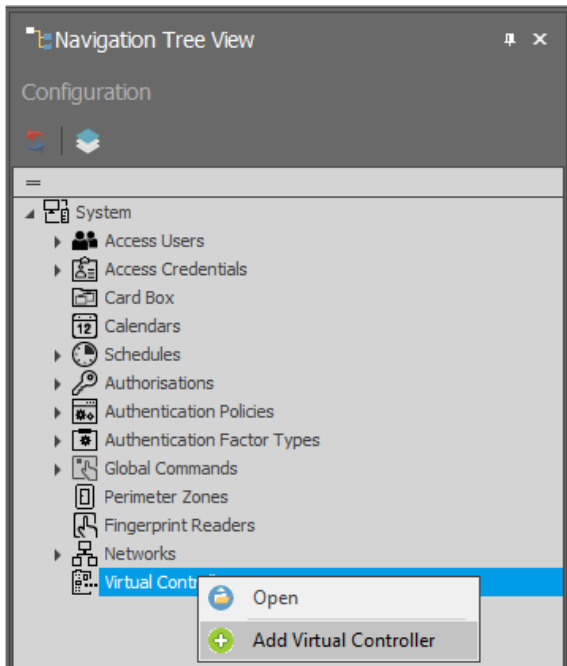 Navigation Tree View
Configuration
=
System
Access Users
Access Credentials
Card Box
12 Calendars
Schedules
Authorisations
Authentication Policies
Authentication Factor Types
Global Commands
Perimeter Zones
Fingerprint Readers
Networks
Virtual
Open
Add Virtual Controller